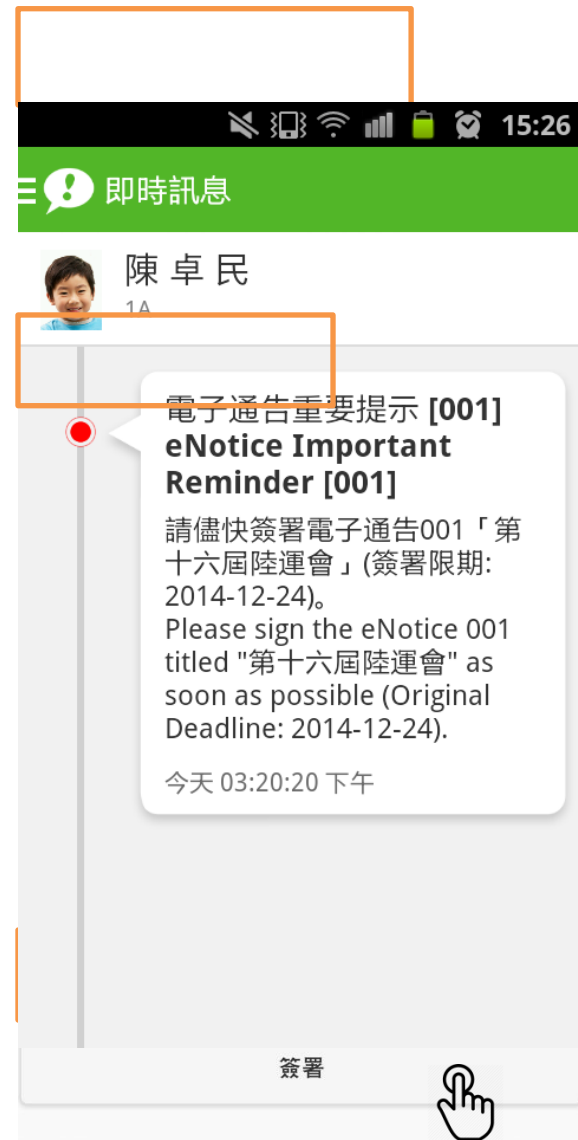 15:26
即時訊息
陳 卓 民
1A
電子通告重要提示 [001]
eNotice Important
Reminder [001]
請儘快簽署電子通告001「第
十六屆陸運會」(簽署限期:
2014-12-24)。
Please sign the eNotice 001
titled "第十六屆陸運會" as
soon as possible (Original
Deadline: 2014-12-24).
今天 03:20:20 下午
簽署